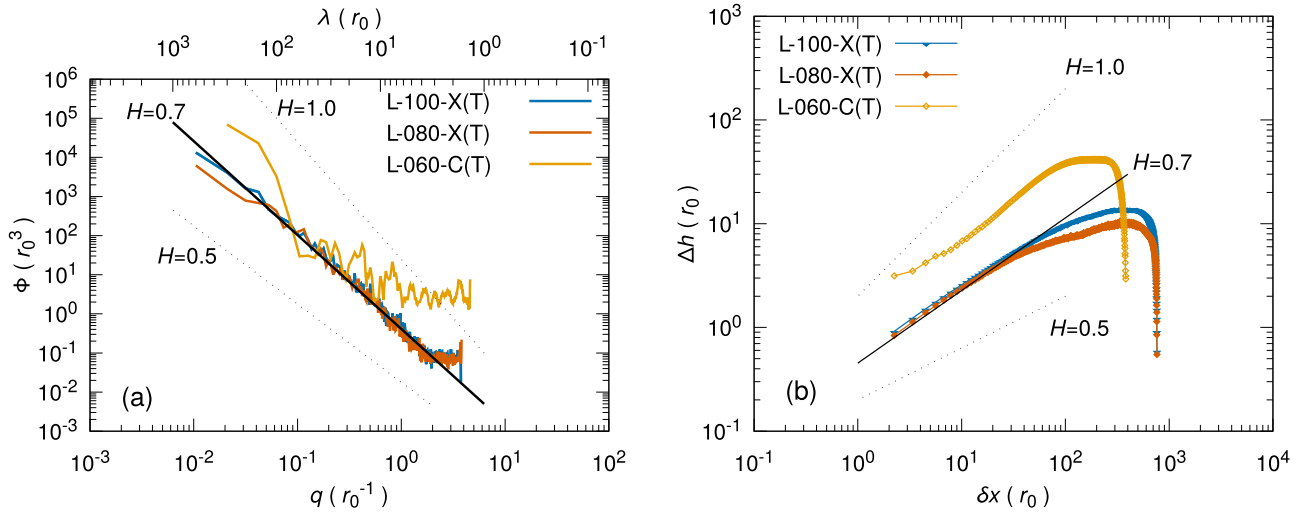 λ ( r₀ )
10³ 10² 10¹ 10⁰ 10⁻¹
10⁶
10⁵
10⁴
10³
10²
10¹
10⁰
10⁻¹
10⁻²
10⁻³
Φ ( r₀³ )
H=0.7
H=1.0
L-100-X(T)
L-080-X(T)
L-060-C(T)
H=0.5
(a)
10⁻³ 10⁻² 10⁻¹ 10⁰ 10¹ 10²
q ( r₀⁻¹ )
10³
10²
10¹
10⁰
10⁻¹
Δh ( r₀ )
L-100-X(T)
L-080-X(T)
L-060-C(T)
H=1.0
H=0.7
H=0.5
(b)
10⁻¹ 10⁰ 10¹ 10² 10³ 10⁴
δx ( r₀ )